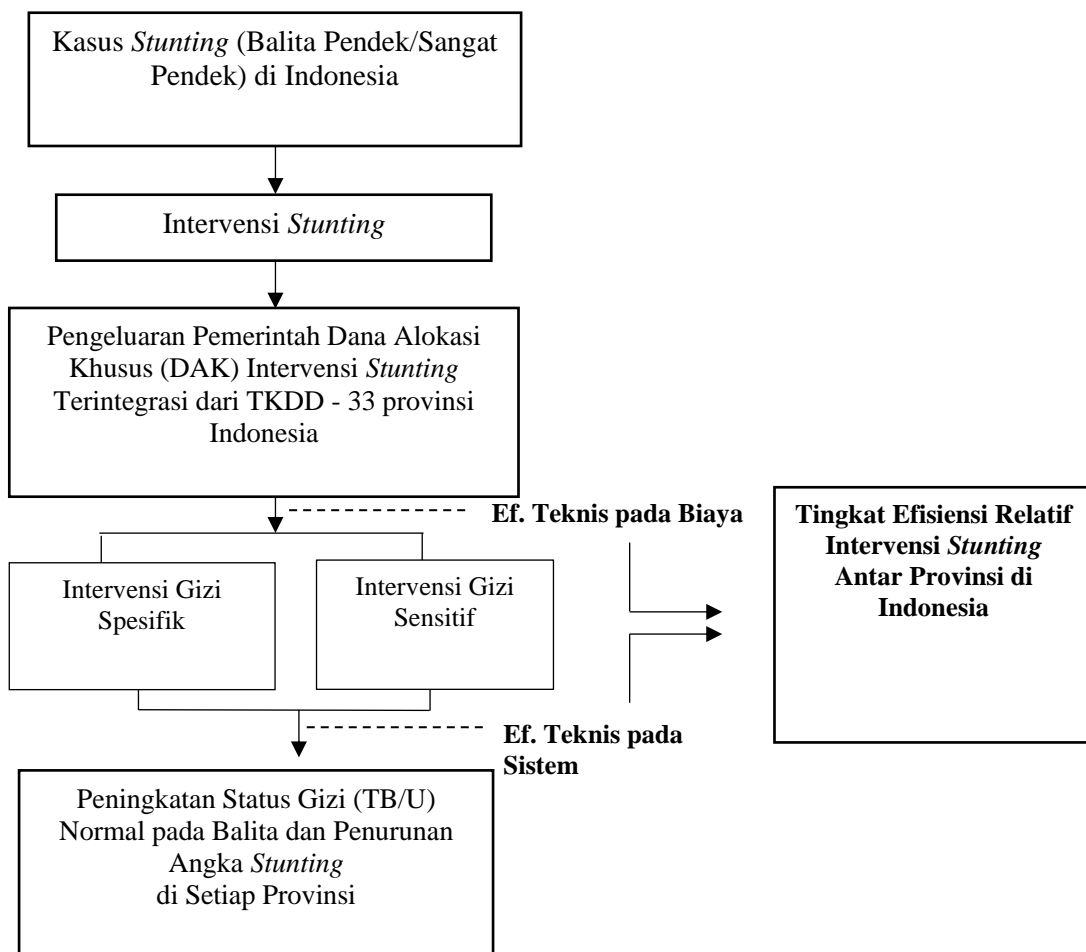 Kasus Stunting (Balita Pendek/Sangat
Pendek) di Indonesia
Intervensi Stunting
Pengeluaran Pemerintah Dana Alokasi
Khusus (DAK) Intervensi Stunting
Terintegrasi dari TKDD - 33 provinsi
Indonesia
Ef. Teknis pada Biaya
Intervensi Gizi
Spesifik
Intervensi Gizi
Sensitif
Tingkat Efisiensi Relatif
Intervensi Stunting
Antar Provinsi di
Indonesia
Ef. Teknis pada
Sistem
Peningkatan Status Gizi (TB/U)
Normal pada Balita dan Penurunan
Angka Stunting
di Setiap Provinsi